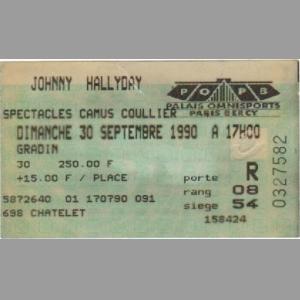 JOHNNY HALLYDAY
POPB
PALAIS OMNISPORTS
PARIS BERCY
SPECTACLES CAMUS COULLIER
DIMANCHE 30 SEPTEMBRE 1990 A 17H00
GRADIN
30 250.00 F
+15.00 F / PLACE
porte R
rang 08
siege 54
5872640 01 170790 091
698 CHATELET
158424
0327582